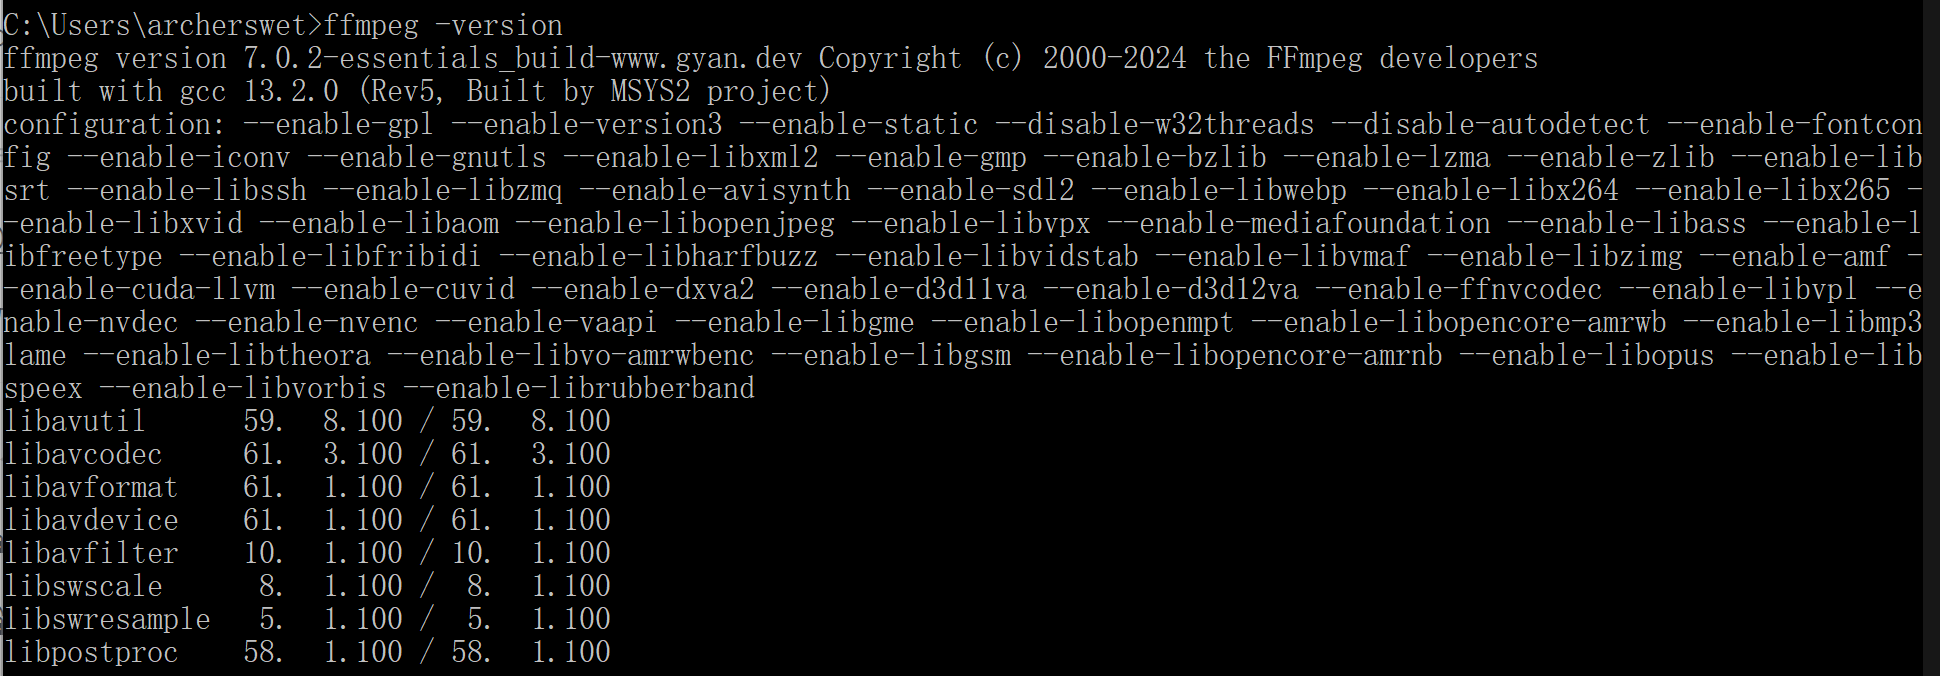 C:\Users\archerswet>ffmpeg -version
ffmpeg version 7.0.2-essentials_build-www.gyan.dev Copyright (c) 2000-2024 the FFmpeg developers
built with gcc 13.2.0 (Rev5, Built by MSYS2 project)
configuration: --enable-gpl --enable-version3 --enable-static --disable-w32threads --disable-autodetect --enable-fontcon
fig --enable-iconv --enable-gnutls --enable-libxml2 --enable-gmp --enable-bzlib --enable-lzma --enable-zlib --enable-lib
srt --enable-libssh --enable-libzmq --enable-avisynth --enable-sdl2 --enable-libwebp --enable-libx264 --enable-libx265 -
-enable-libxvid --enable-libaom --enable-libopenjpeg --enable-libvpx --enable-mediafoundation --enable-libass --enable-l
ibfreetype --enable-libfribidi --enable-libharfbuzz --enable-libvidstab --enable-libvmaf --enable-libzimg --enable-amf -
-enable-cuda-llvm --enable-cuvid --enable-dxva2 --enable-d3d11va --enable-d3d12va --enable-ffnvcodec --enable-libvpl --e
nable-nvdec --enable-nvenc --enable-vaapi --enable-libgme --enable-libopenmpt --enable-libopencore-amrwb --enable-libmp3
lame --enable-libtheora --enable-libvo-amrwbenc --enable-libgsm --enable-libopencore-amrnb --enable-libopus --enable-lib
speex --enable-libvorbis --enable-librubberband
libavutil      59.  8.100 / 59.  8.100
libavcodec     61.  3.100 / 61.  3.100
libavformat    61.  1.100 / 61.  1.100
libavdevice    61.  1.100 / 61.  1.100
libavfilter    10.  1.100 / 10.  1.100
libswscale      8.  1.100 /  8.  1.100
libswresample   5.  1.100 /  5.  1.100
libpostproc    58.  1.100 / 58.  1.100